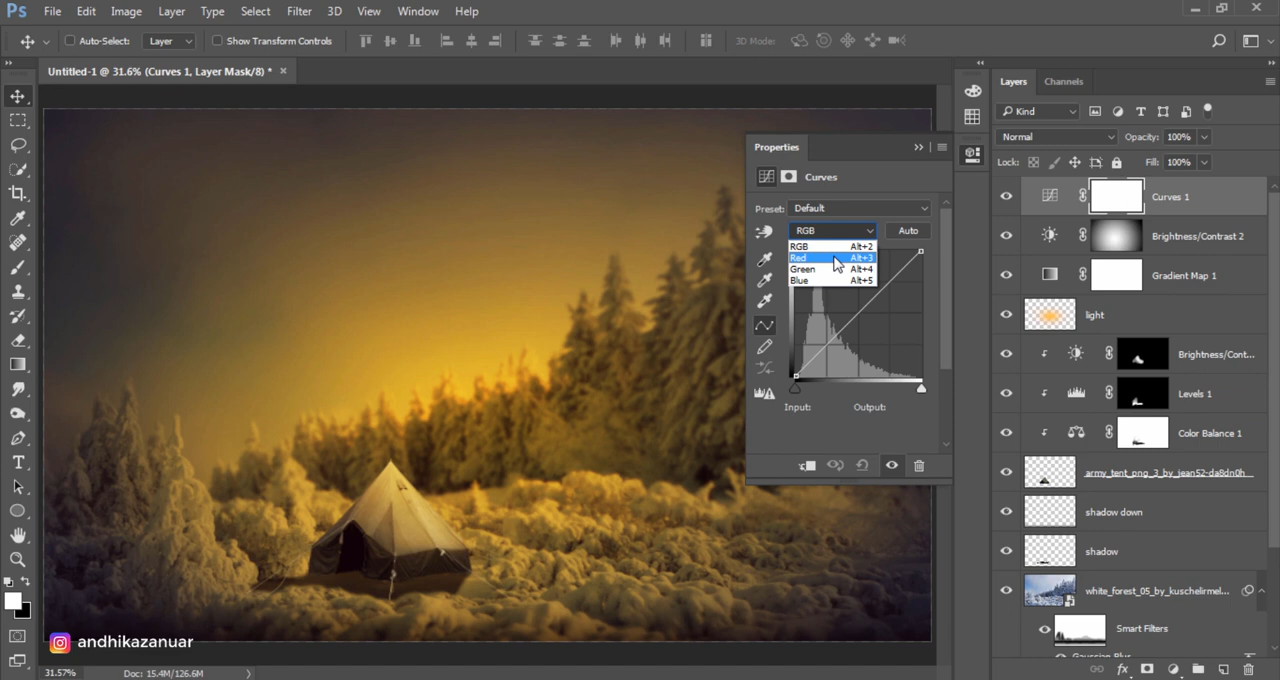 Ps File Edit Image Layer Type Select Filter 3D View Window Help
Auto-Select: Layer Show Transform Controls 3D Mode:
Untitled-1 @ 31.6% (Curves 1, Layer Mask/8) *
Properties
Curves
Preset: Default
RGB Auto
RGB Alt+2
Red Alt+3
Green Alt+4
Blue Alt+5
Input: Output:
Layers Channels
Kind
Normal Opacity: 100%
Lock: Fill: 100%
Curves 1
Brightness/Contrast 2
Gradient Map 1
light
Brightness/Cont...
Levels 1
Color Balance 1
army_tent_png_3_by_jean52-da8dn0h
shadow down
shadow
white_forest_05_by_kuschelirmel...
Smart Filters
Gaussian Blur
andhikazanuar
31.57% Doc: 15.4M/126.6M